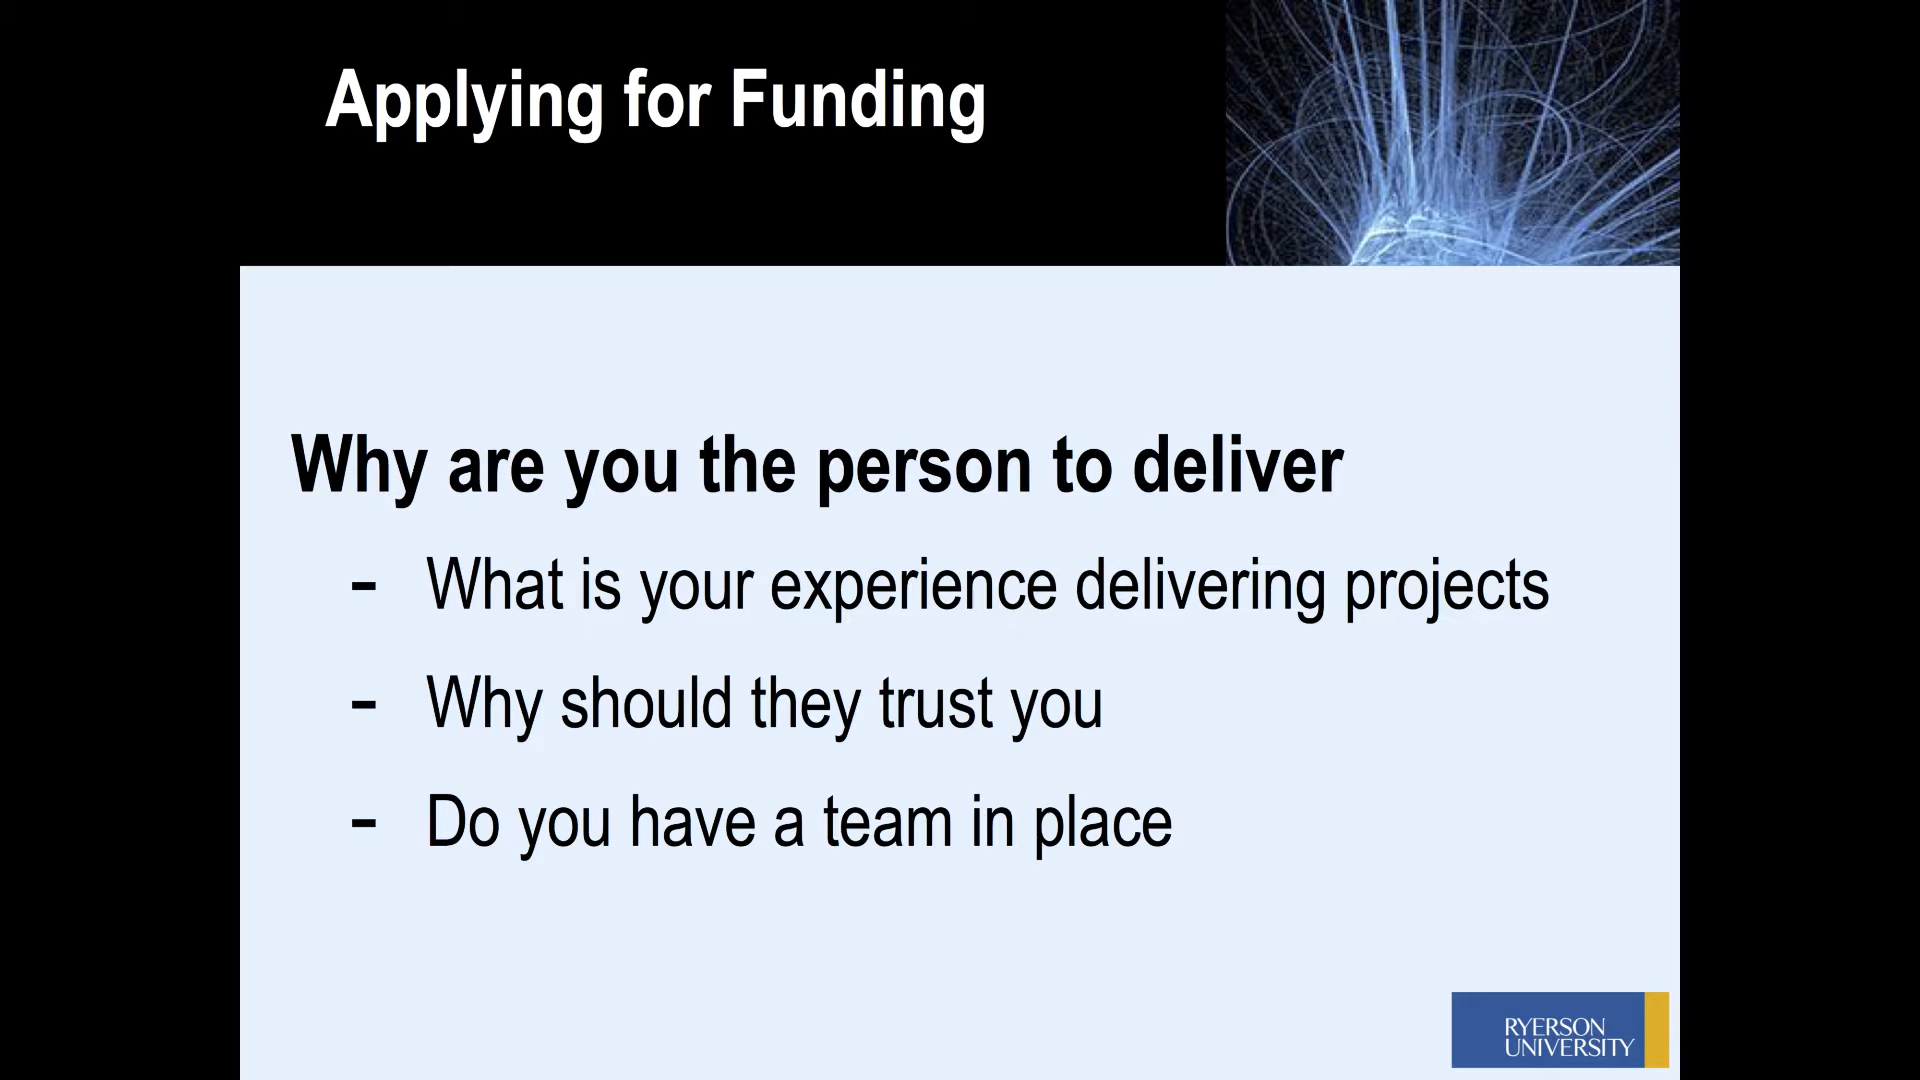 Applying for Funding
Why are you the person to deliver
- What is your experience delivering projects
- Why should they trust you
- Do you have a team in place
RYERSON
UNIVERSITY